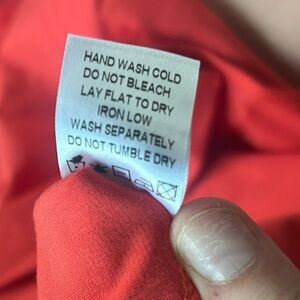 HAND WASH COLD
DO NOT BLEACH
LAY FLAT TO DRY
IRON LOW
WASH SEPARATELY
DO NOT TUMBLE DRY